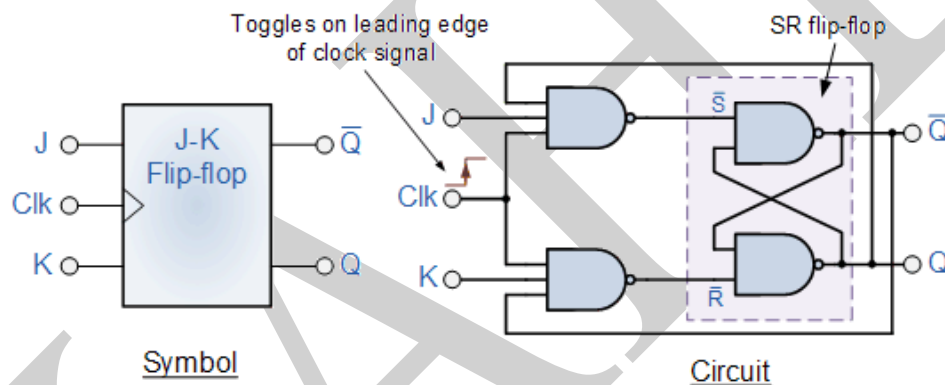 Toggles on leading edge
of clock signal
SR flip-flop
J
Clk
K
J-K
Flip-flop
Q̅
Q
Symbol
J
Clk
K
S̅
R̅
Q̅
Q
Circuit